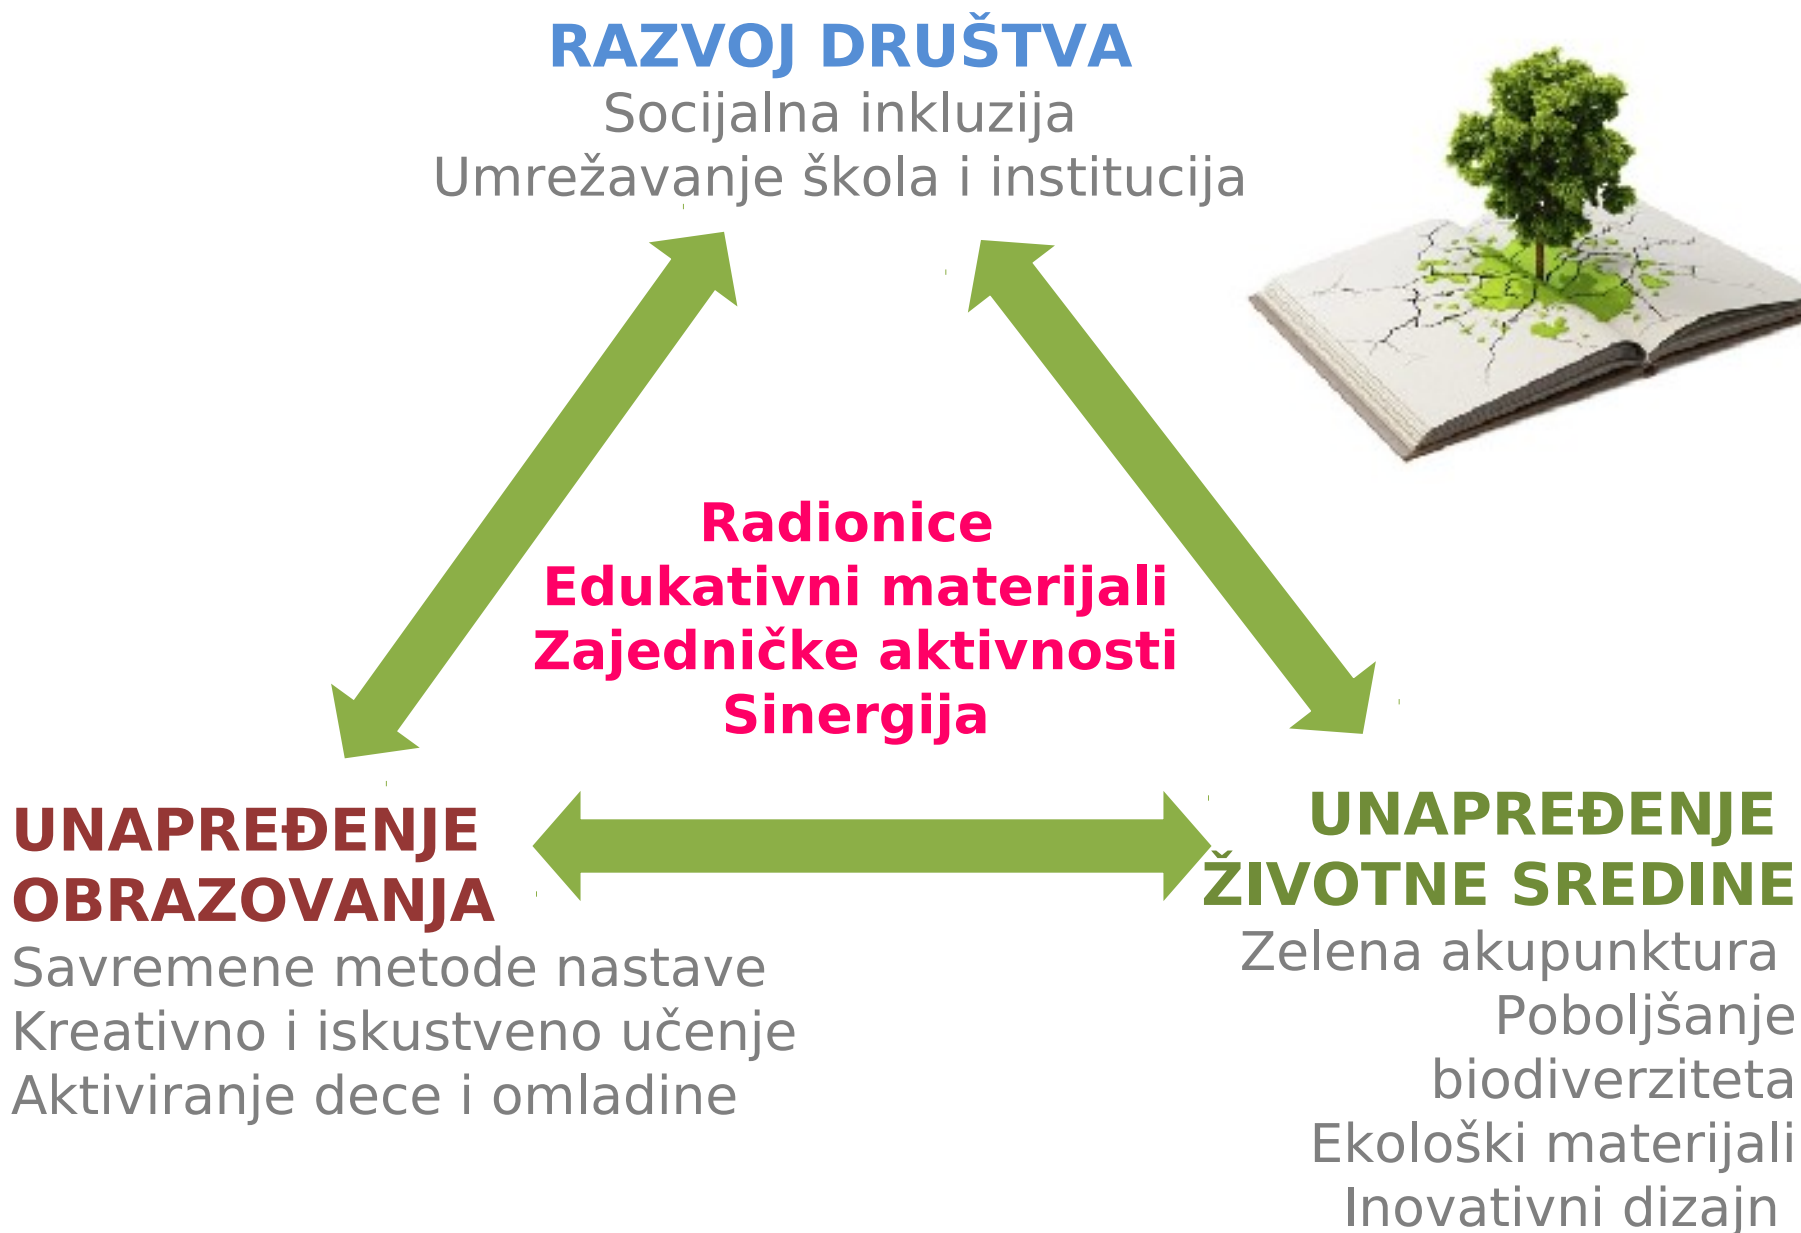 RAZVOJ DRUŠTVA
Socijalna inkluzija
Umrežavanje škola i institucija
Radionice
Edukativni materijali
Zajedničke aktivnosti
Sinergija
UNAPREĐENJE
OBRAZOVANJA
Savremene metode nastave
Kreativno i iskustveno učenje
Aktiviranje dece i omladine
UNAPREĐENJE
ŽIVOTNE SREDINE
Zelena akupunktura
Poboljšanje
biodiverziteta
Ekološki materijali
Inovativni dizajn